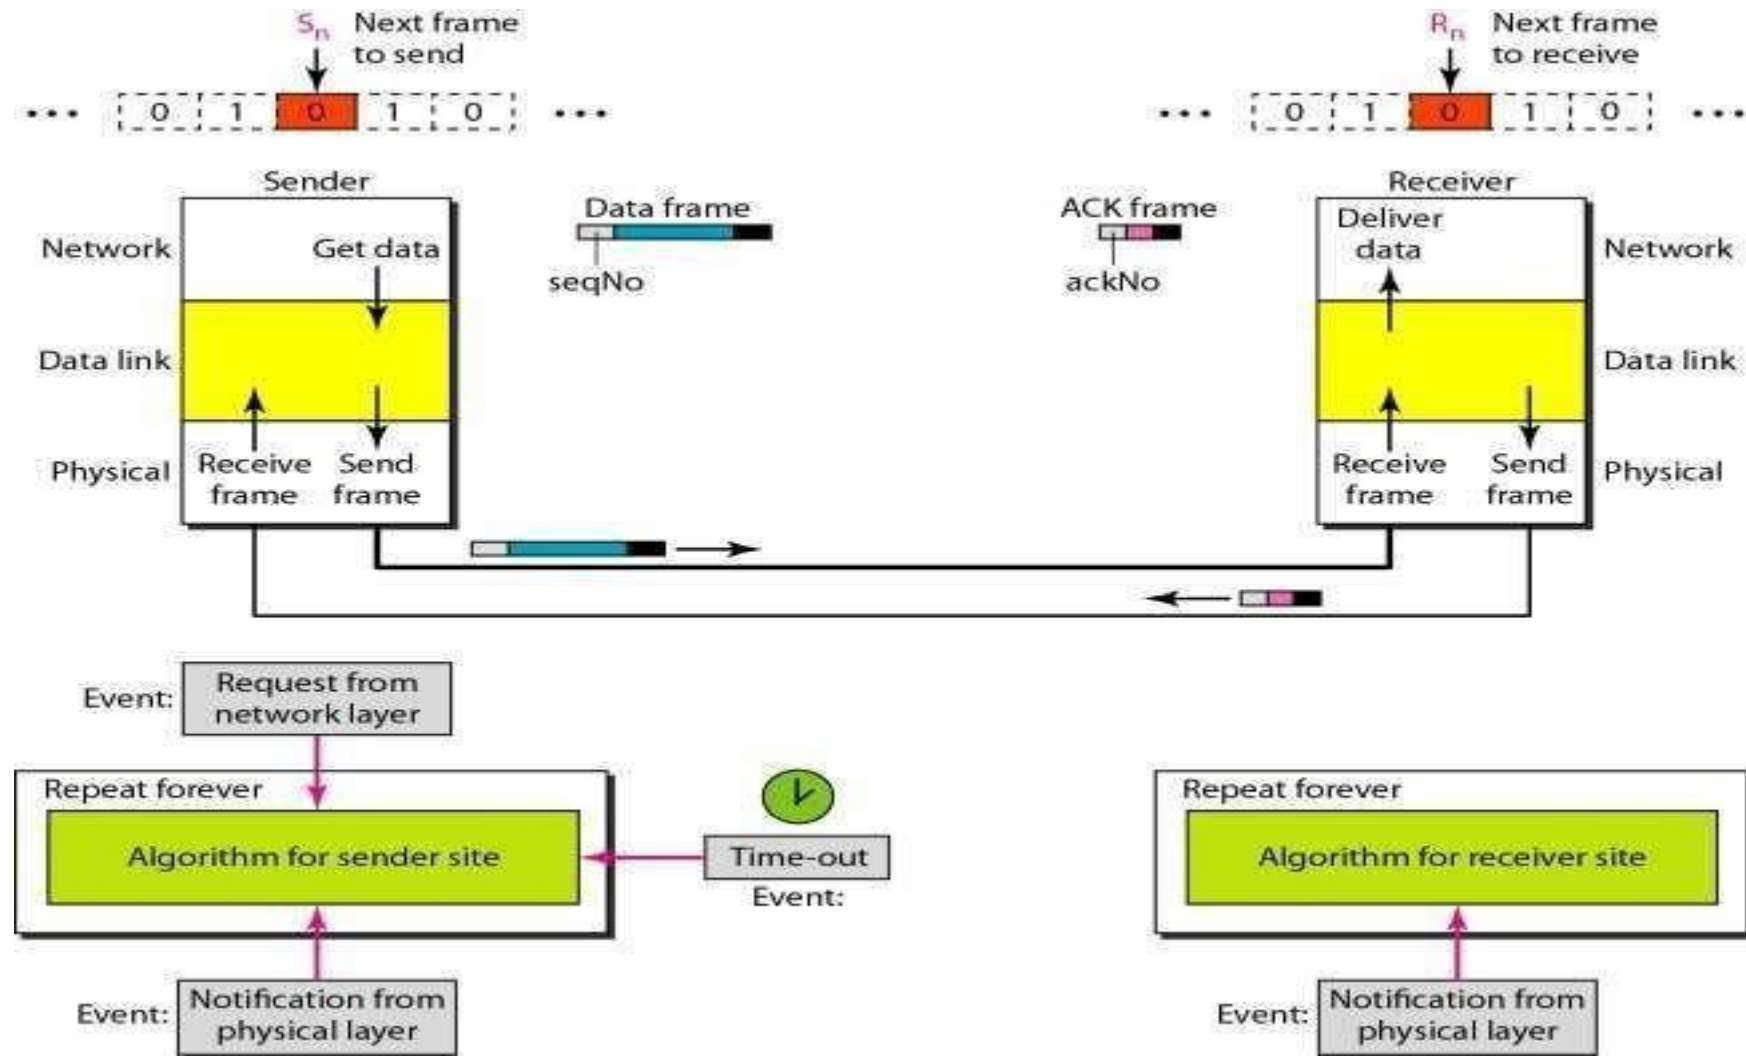 Sn Next frame
to send
Rn Next frame
to receive
... 0 1 0 1 0 ...
... 0 1 0 1 0 ...
Sender
Receiver
Data frame
ACK frame
Deliver
data
Network
Get data
Network
seqNo
ackNo
Data link
Data link
Physical
Receive
frame
Send
frame
Receive
frame
Send
frame
Physical
Event:
Request from
network layer
Repeat forever
Repeat forever
Algorithm for sender site
Time-out
Event:
Algorithm for receiver site
Event:
Notification from
physical layer
Event:
Notification from
physical layer